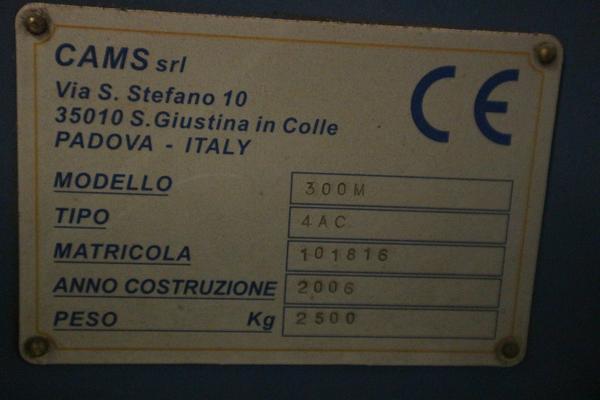 CAMS srl
Via S. Stefano 10
35010 S.Giustina in Colle
PADOVA - ITALY
CE
MODELLO 300M
TIPO 4AC
MATRICOLA 101816
ANNO COSTRUZIONE 2006
PESO Kg 2500